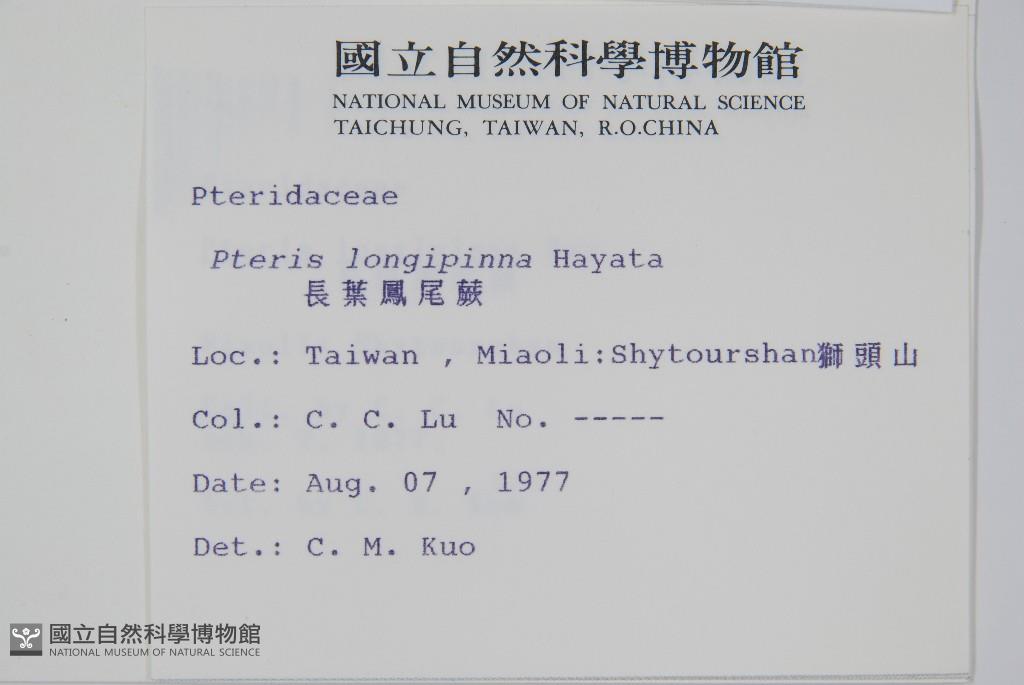 國立自然科學博物館
NATIONAL MUSEUM OF NATURAL SCIENCE
TAICHUNG, TAIWAN, R.O.CHINA
Pteridaceae
Pteris longipinna Hayata
長葉鳳尾蕨
Loc.: Taiwan , Miaoli:Shytourshan獅頭山
Col.: C. C. Lu No. -----
Date: Aug. 07 , 1977
Det.: C. M. Kuo
國立自然科學博物館
NATIONAL MUSEUM OF NATURAL SCIENCE